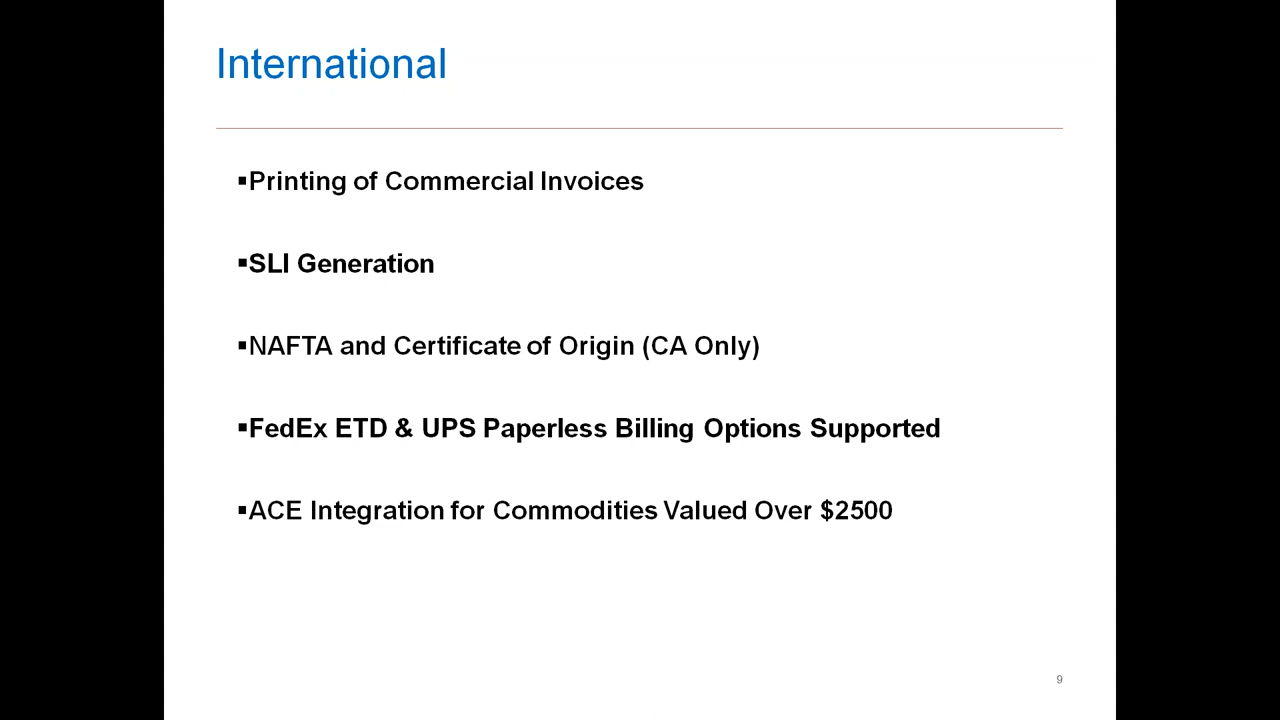 International
▪Printing of Commercial Invoices
▪SLI Generation
▪NAFTA and Certificate of Origin (CA Only)
▪FedEx ETD & UPS Paperless Billing Options Supported
▪ACE Integration for Commodities Valued Over $2500
9